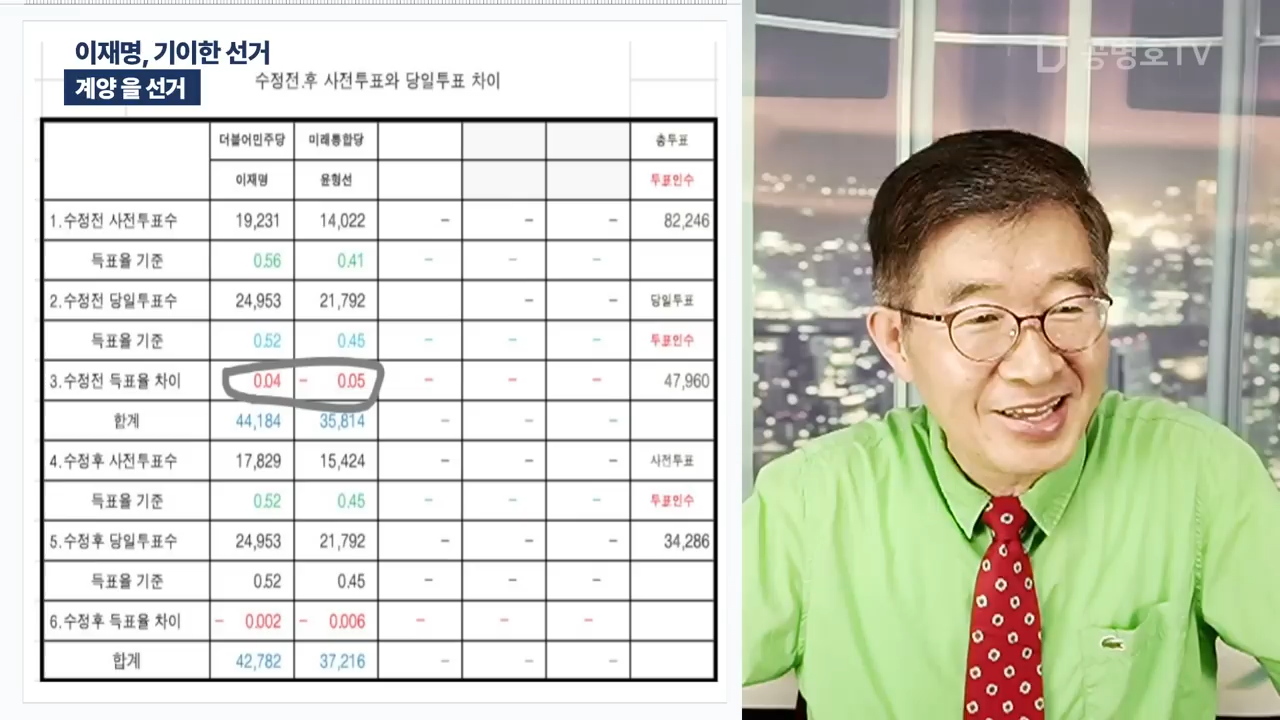 이재명, 기이한 선거
계양 을 선거
공병호TV
수정전.후 사전투표와 당일투표 차이
더불어민주당 미래통합당 총투표
이재명 윤형선 투표인수
1.수정전 사전투표수 19,231 14,022 - - - 82,246
득표율 기준 0.56 0.41 - - -
2.수정전 당일투표수 24,953 21,792 - - 당일투표
득표율 기준 0.52 0.45 - - - 투표인수
3.수정전 득표율 차이 0.04 - 0.05 - - - 47,960
합계 44,184 35,814 - - -
4.수정후 사전투표수 17,829 15,424 - - - 사전투표
득표율 기준 0.52 0.45 - - - 투표인수
5.수정후 당일투표수 24,953 21,792 - - - 34,286
득표율 기준 0.52 0.45 - - -
6.수정후 득표율 차이 - 0.002 - 0.006 - - -
합계 42,782 37,216 - - -